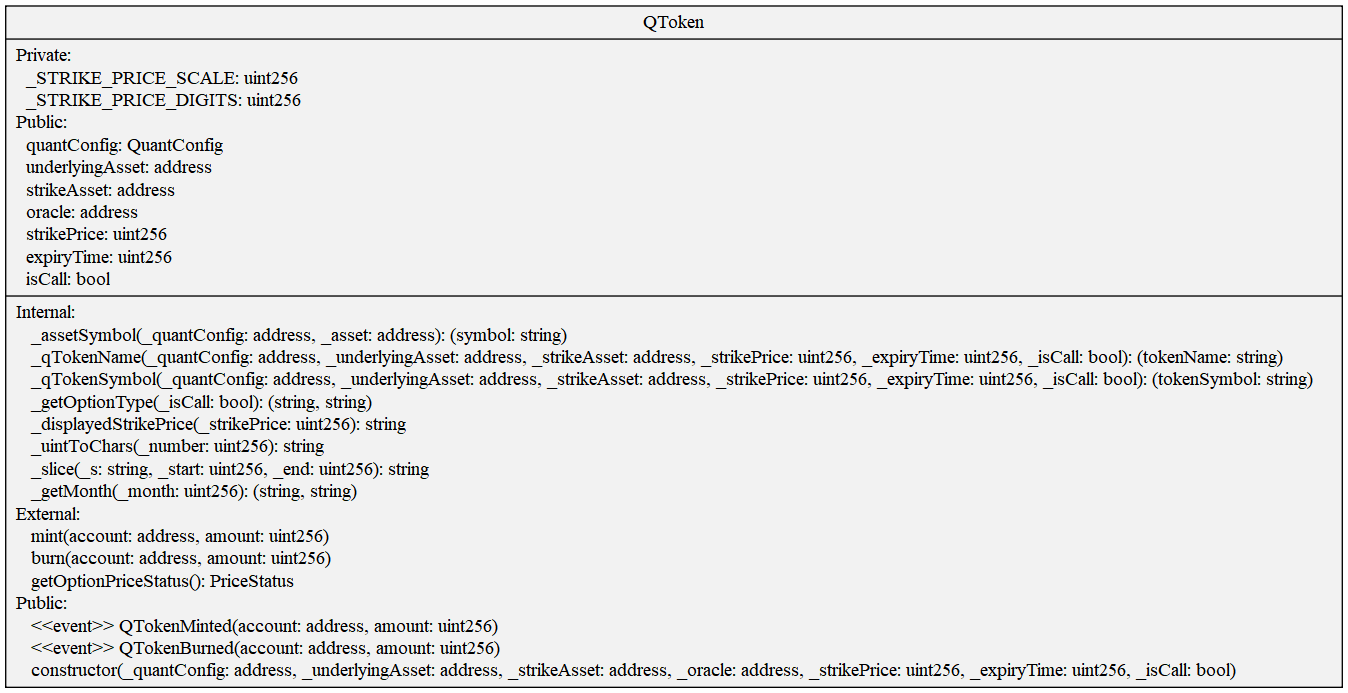 QToken
Private:
_STRIKE_PRICE_SCALE: uint256
_STRIKE_PRICE_DIGITS: uint256
Public:
quantConfig: QuantConfig
underlyingAsset: address
strikeAsset: address
oracle: address
strikePrice: uint256
expiryTime: uint256
isCall: bool
Internal:
_assetSymbol(_quantConfig: address, _asset: address): (symbol: string)
_qTokenName(_quantConfig: address, _underlyingAsset: address, _strikeAsset: address, _strikePrice: uint256, _expiryTime: uint256, _isCall: bool): (tokenName: string)
_qTokenSymbol(_quantConfig: address, _underlyingAsset: address, _strikeAsset: address, _strikePrice: uint256, _expiryTime: uint256, _isCall: bool): (tokenSymbol: string)
_getOptionType(_isCall: bool): (string, string)
_displayedStrikePrice(_strikePrice: uint256): string
_uintToChars(_number: uint256): string
_slice(_s: string, _start: uint256, _end: uint256): string
_getMonth(_month: uint256): (string, string)
External:
mint(account: address, amount: uint256)
burn(account: address, amount: uint256)
getOptionPriceStatus(): PriceStatus
Public:
<<event>> QTokenMinted(account: address, amount: uint256)
<<event>> QTokenBurned(account: address, amount: uint256)
constructor(_quantConfig: address, _underlyingAsset: address, _strikeAsset: address, _oracle: address, _strikePrice: uint256, _expiryTime: uint256, _isCall: bool)